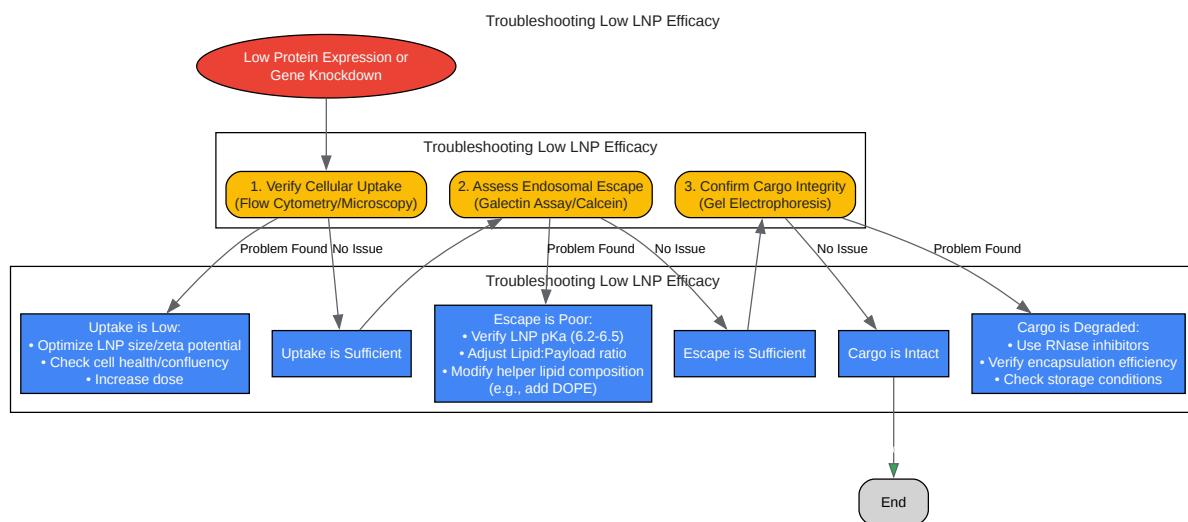 Troubleshooting Low LNP Efficacy
Low Protein Expression or
Gene Knockdown
Troubleshooting Low LNP Efficacy
1. Verify Cellular Uptake
(Flow Cytometry/Microscopy)
2. Assess Endosomal Escape
(Galectin Assay/Calcein)
3. Confirm Cargo Integrity
(Gel Electrophoresis)
Problem Found
No Issue
Problem Found
No Issue
No Issue
Problem Found
Troubleshooting Low LNP Efficacy
Uptake is Low:
• Optimize LNP size/zeta potential
• Check cell health/confluency
• Increase dose
Uptake is Sufficient
Escape is Poor:
• Verify LNP pKa (6.2-6.5)
• Adjust Lipid:Payload ratio
• Modify helper lipid composition
(e.g., add DOPE)
Escape is Sufficient
Cargo is Intact
Cargo is Degraded:
• Use RNase inhibitors
• Verify encapsulation efficiency
• Check storage conditions
End